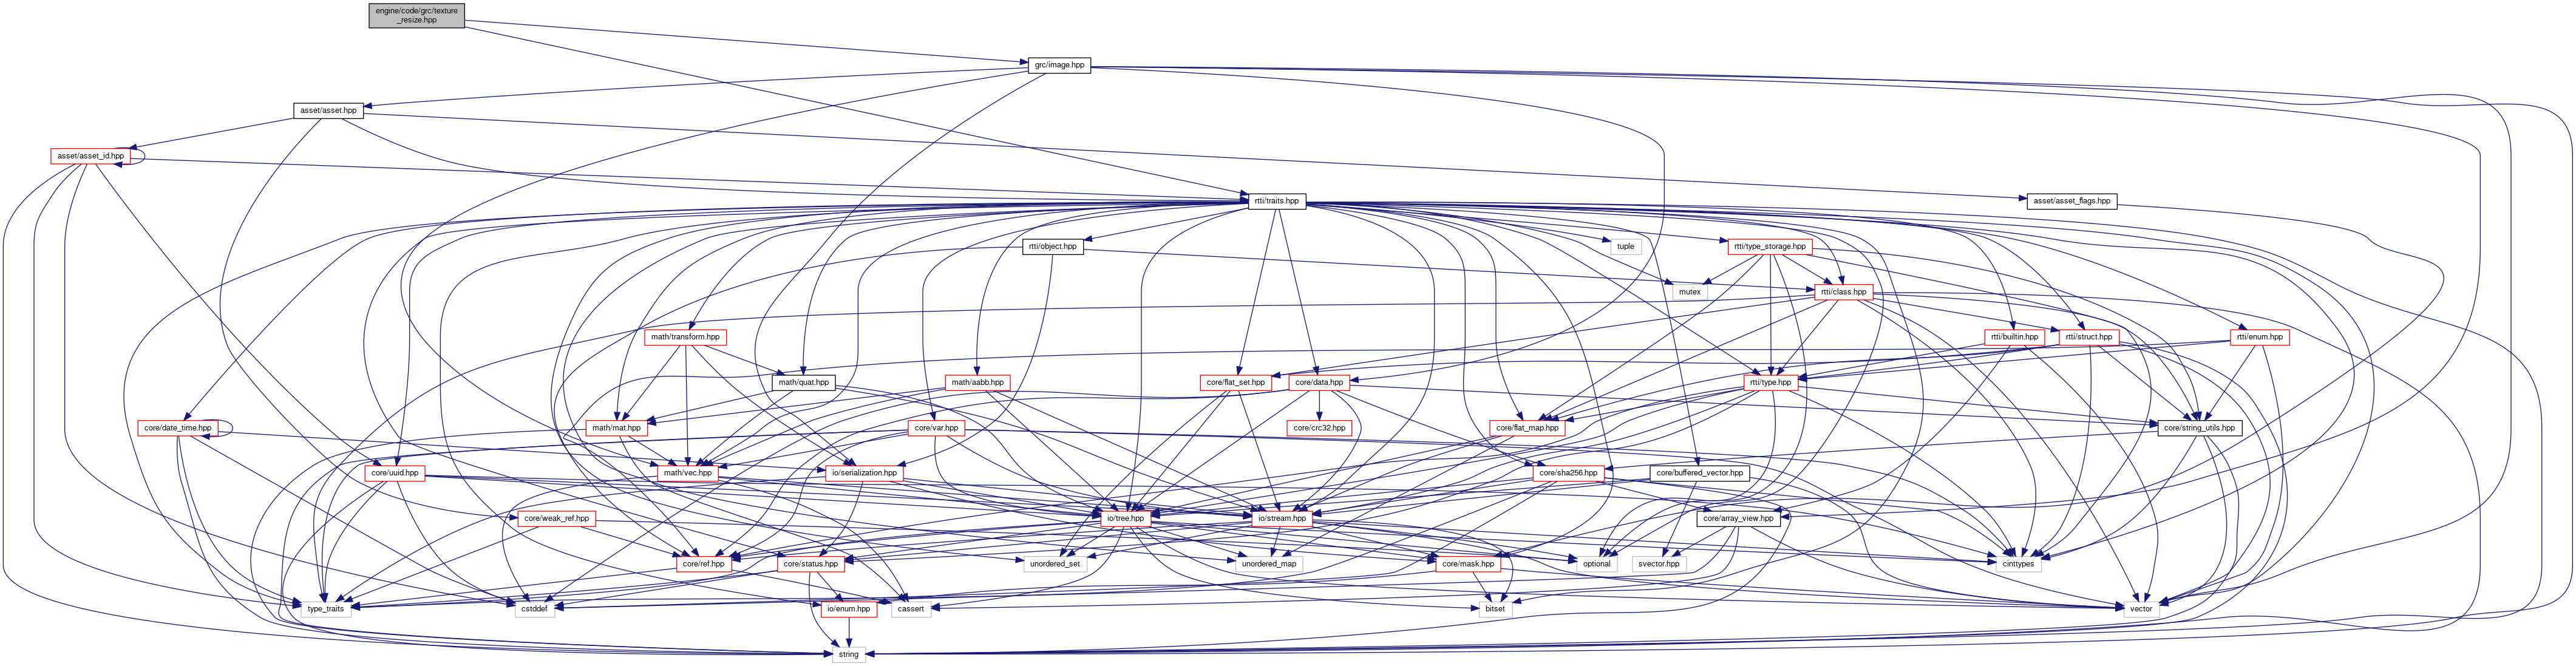 engine/code/grc/texture
_resize.hpp
grc/image.hpp
asset/asset.hpp
asset/asset_id.hpp
rtti/traits.hpp
asset/asset_flags.hpp
rtti/object.hpp
tuple
rtti/type_storage.hpp
mutex
rtti/class.hpp
math/transform.hpp
rtti/builtin.hpp
rtti/struct.hpp
rtti/enum.hpp
math/quat.hpp
math/aabb.hpp
core/flat_set.hpp
core/data.hpp
rtti/type.hpp
core/date_time.hpp
math/mat.hpp
core/var.hpp
core/crc32.hpp
core/flat_map.hpp
core/string_utils.hpp
core/uuid.hpp
math/vec.hpp
io/serialization.hpp
core/sha256.hpp
core/buffered_vector.hpp
core/weak_ref.hpp
io/tree.hpp
io/stream.hpp
core/array_view.hpp
core/ref.hpp
core/status.hpp
unordered_set
unordered_map
core/mask.hpp
optional
svector.hpp
cinttypes
type_traits
cstddef
io/enum.hpp
cassert
bitset
vector
string